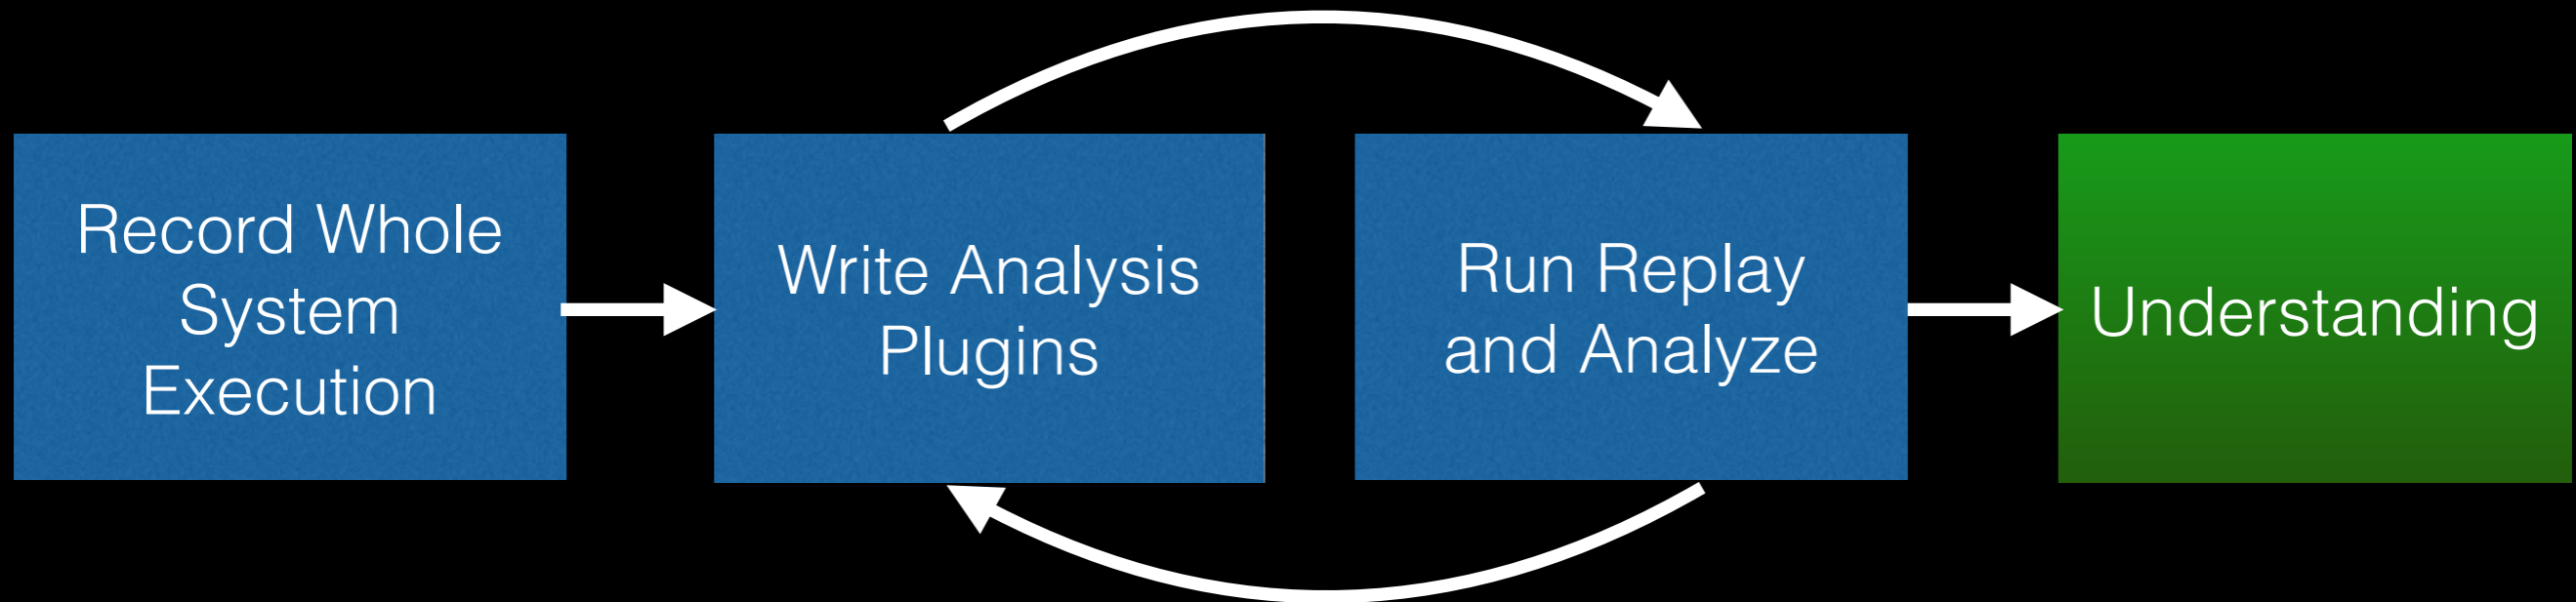 Record Whole
System
Execution
Write Analysis
Plugins
Run Replay
and Analyze
Understanding